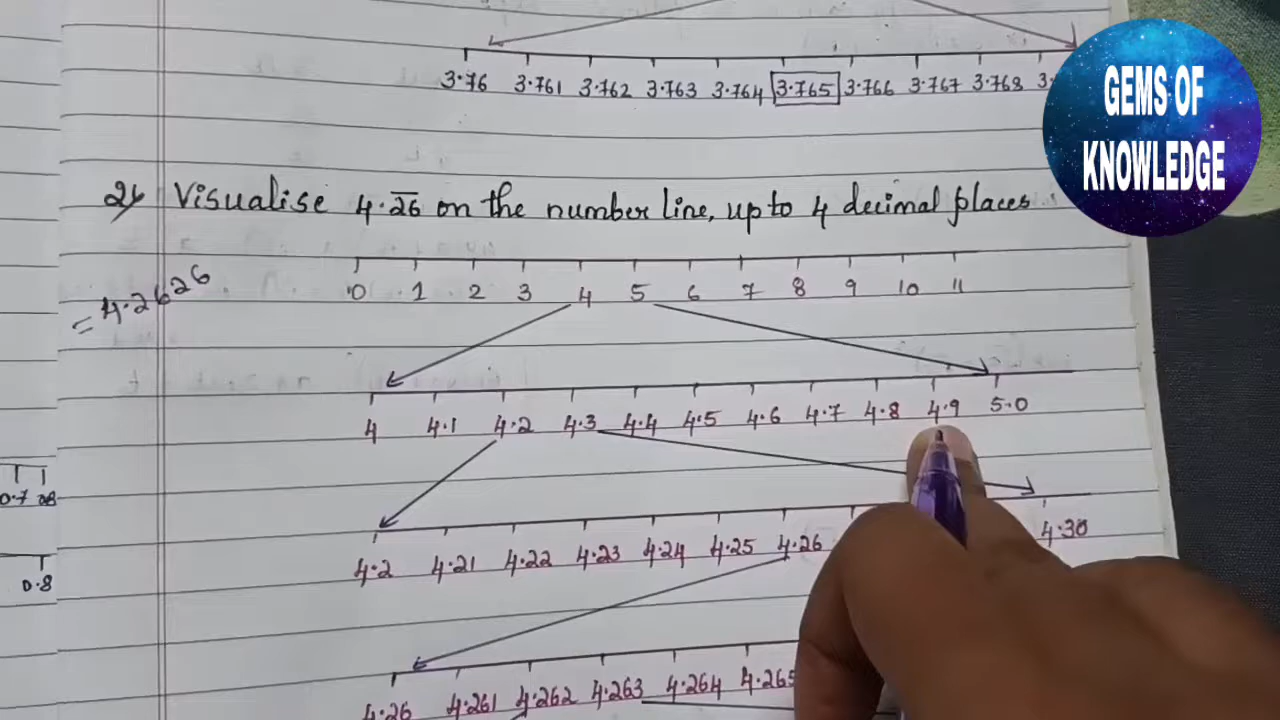 3.76 3.761 3.762 3.763 3.764 3.765 3.766 3.767 3.768
GEMS OF
KNOWLEDGE
2) Visualise 4.2̅6̅ on the number line, up to 4 decimal places
= 4.2626
0 1 2 3 4 5 6 7 8 9 10 11
4 4.1 4.2 4.3 4.4 4.5 4.6 4.7 4.8 4.9 5.0
4.2 4.21 4.22 4.23 4.24 4.25 4.26 4.30
0.8
4.26 4.261 4.262 4.263 4.264 4.265